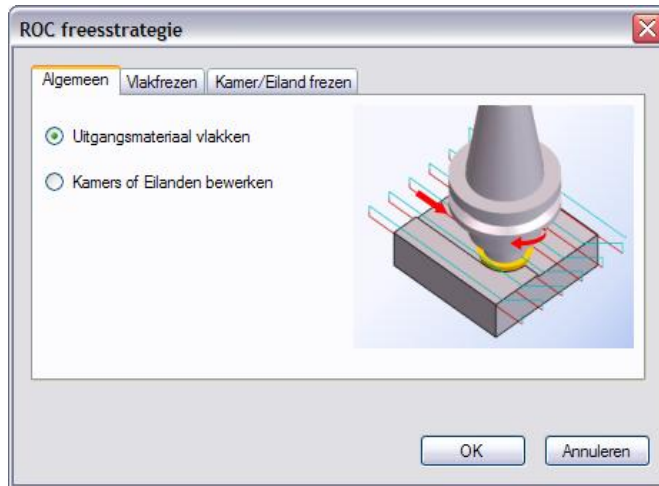 ROC freesstrategie
Algemeen Vlakfrezen Kamer/Eiland frezen
Uitgangsmateriaal vlakken
Kamers of Eilanden bewerken
OK Annuleren